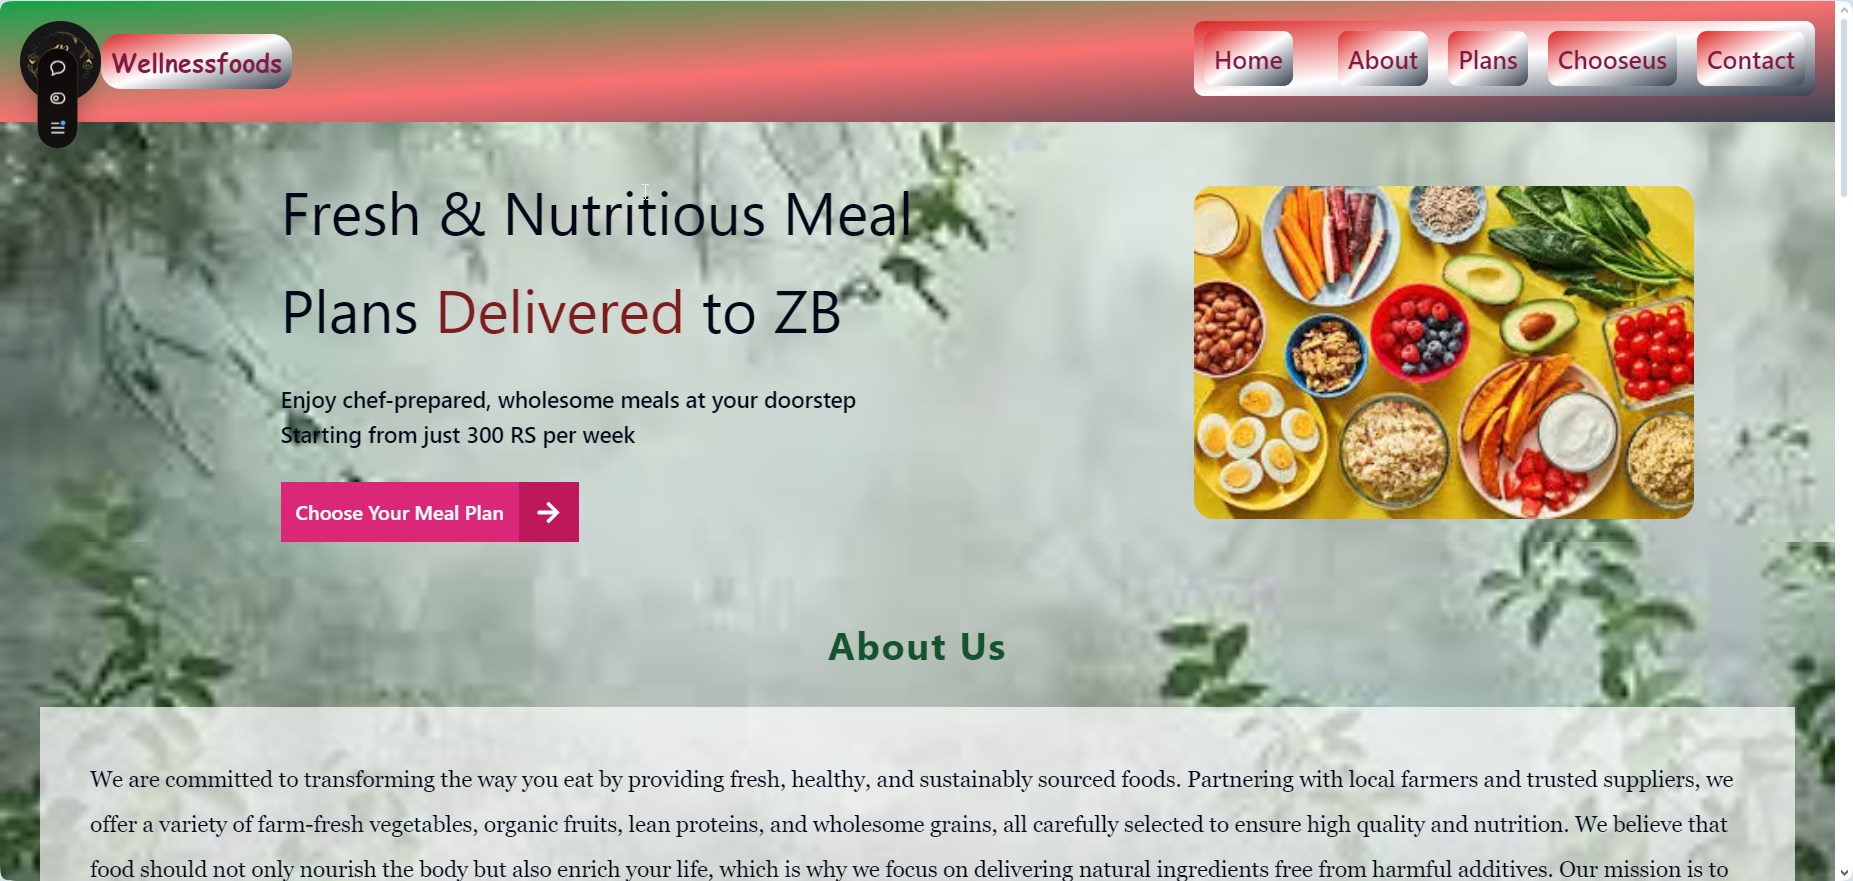 Wellnessfoods
Home About Plans Chooseus Contact
Fresh & Nutritious Meal
Plans Delivered to ZB
Enjoy chef-prepared, wholesome meals at your doorstep
Starting from just 300 RS per week
Choose Your Meal Plan
About Us
We are committed to transforming the way you eat by providing fresh, healthy, and sustainably sourced foods. Partnering with local farmers and trusted suppliers, we
offer a variety of farm-fresh vegetables, organic fruits, lean proteins, and wholesome grains, all carefully selected to ensure high quality and nutrition. We believe that
food should not only nourish the body but also enrich your life, which is why we focus on delivering natural ingredients free from harmful additives. Our mission is to